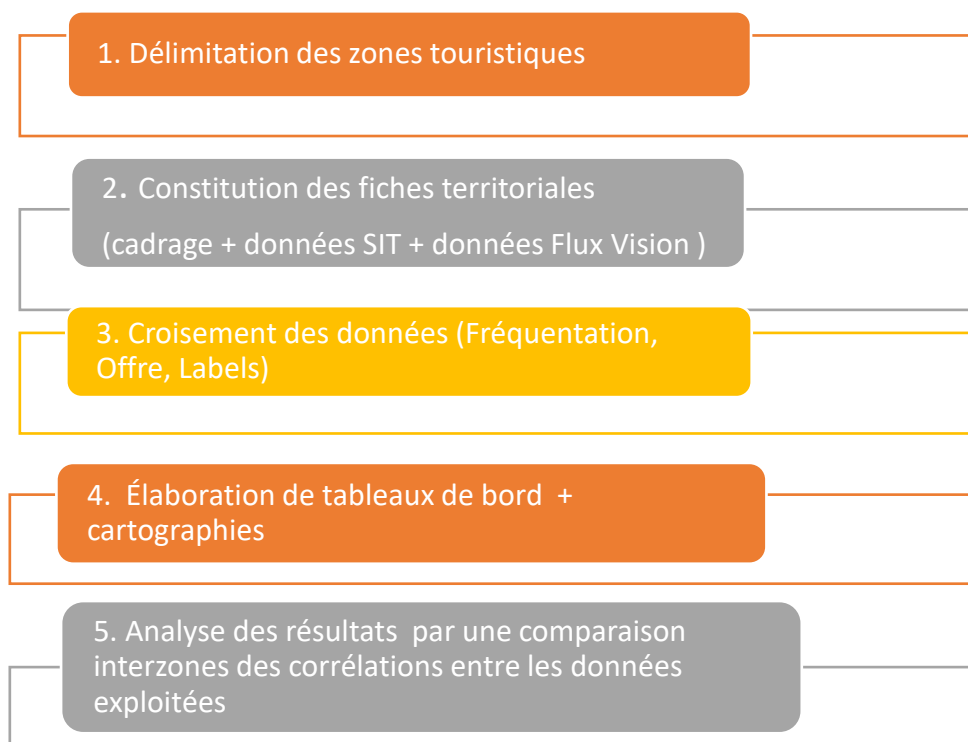 1. Délimitation des zones touristiques
2. Constitution des fiches territoriales
(cadrage + données SIT + données Flux Vision )
3. Croisement des données (Fréquentation,
Offre, Labels)
4. Élaboration de tableaux de bord +
cartographies
5. Analyse des résultats par une comparaison
interzones des corrélations entre les données
exploitées